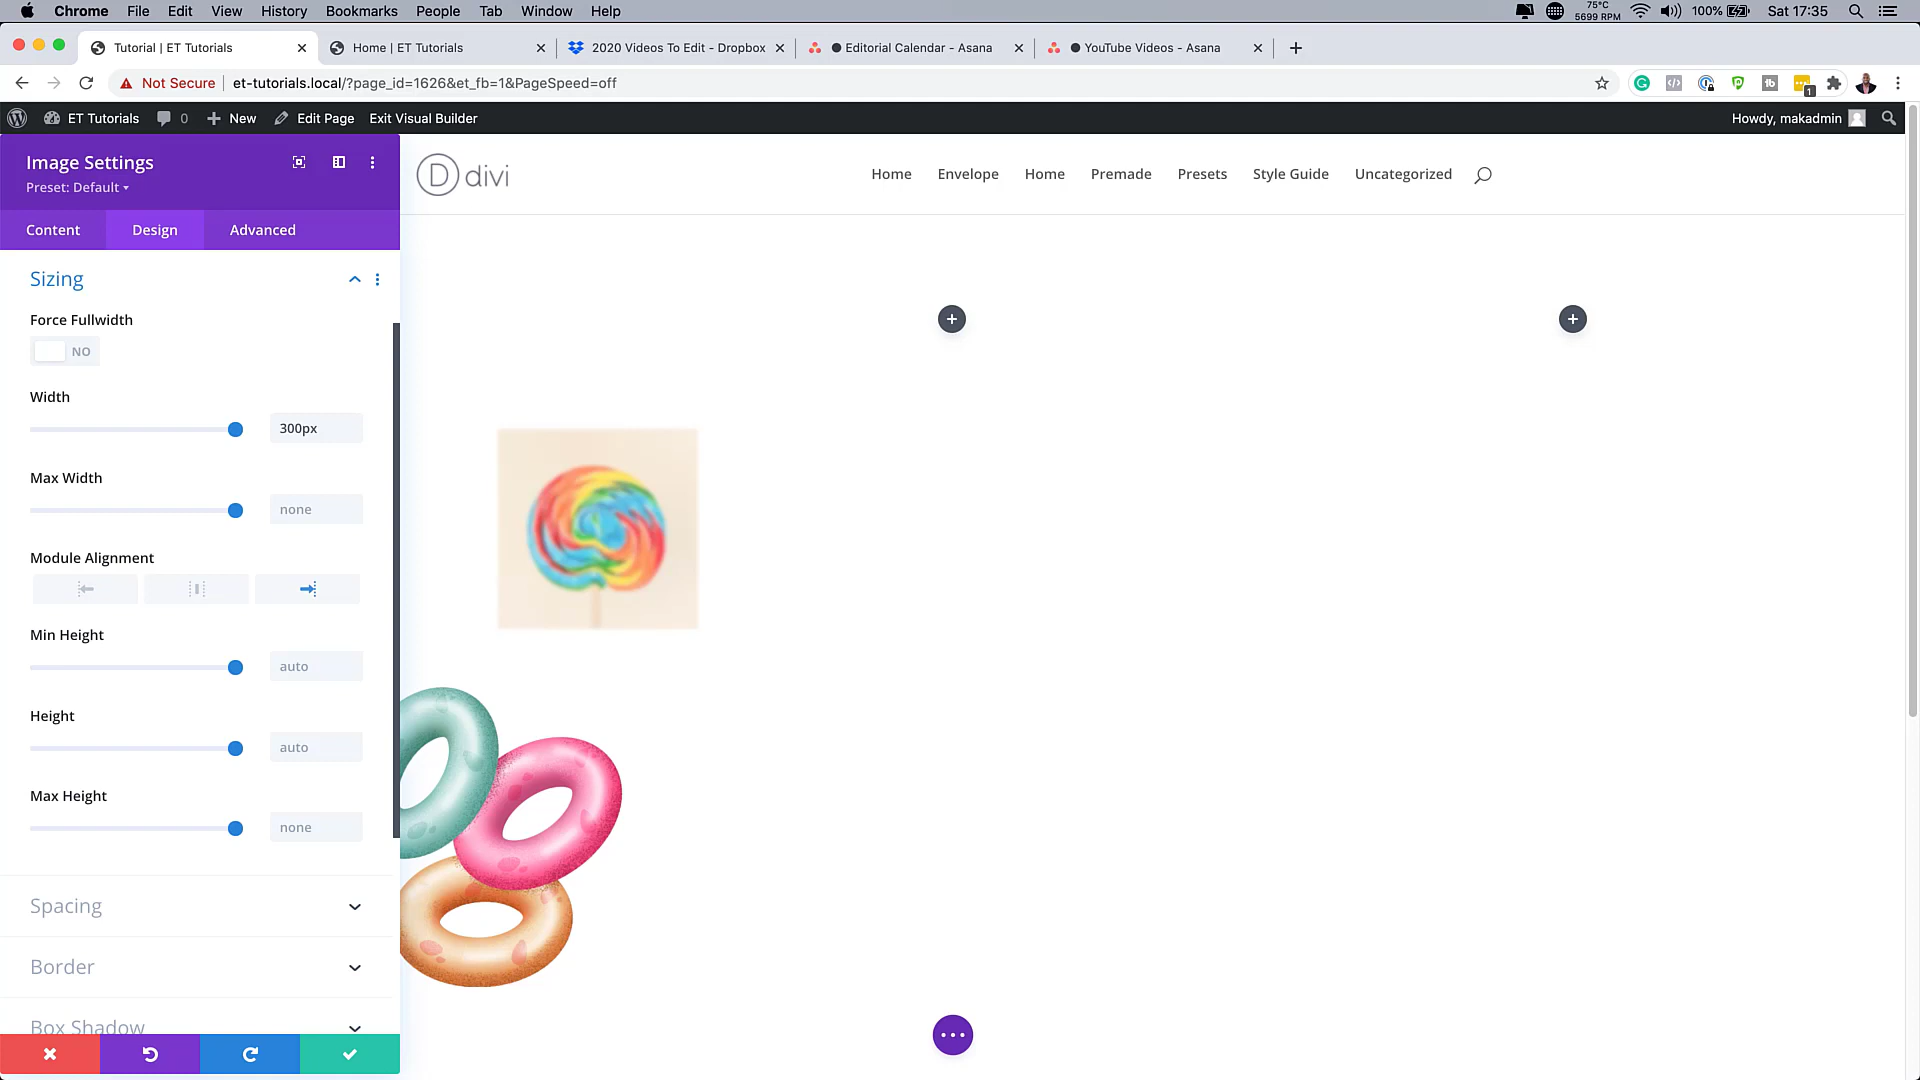 Chrome File Edit View History Bookmarks People Tab Window Help 75°C 5699 RPM 100% Sat 17:35
Tutorial | ET Tutorials Home | ET Tutorials 2020 Videos To Edit - Dropbox Editorial Calendar - Asana YouTube Videos - Asana
Not Secure et-tutorials.local/?page_id=1626&et_fb=1&PageSpeed=off 1
ET Tutorials 0 New Edit Page Exit Visual Builder Howdy, makadmin
Image Settings
Preset: Default
Content Design Advanced
D divi
Home Envelope Home Premade Presets Style Guide Uncategorized
Sizing
Force Fullwidth
NO
Width
300px
Max Width
none
Module Alignment
Min Height
auto
Height
auto
Max Height
none
Spacing
Border
Box Shadow